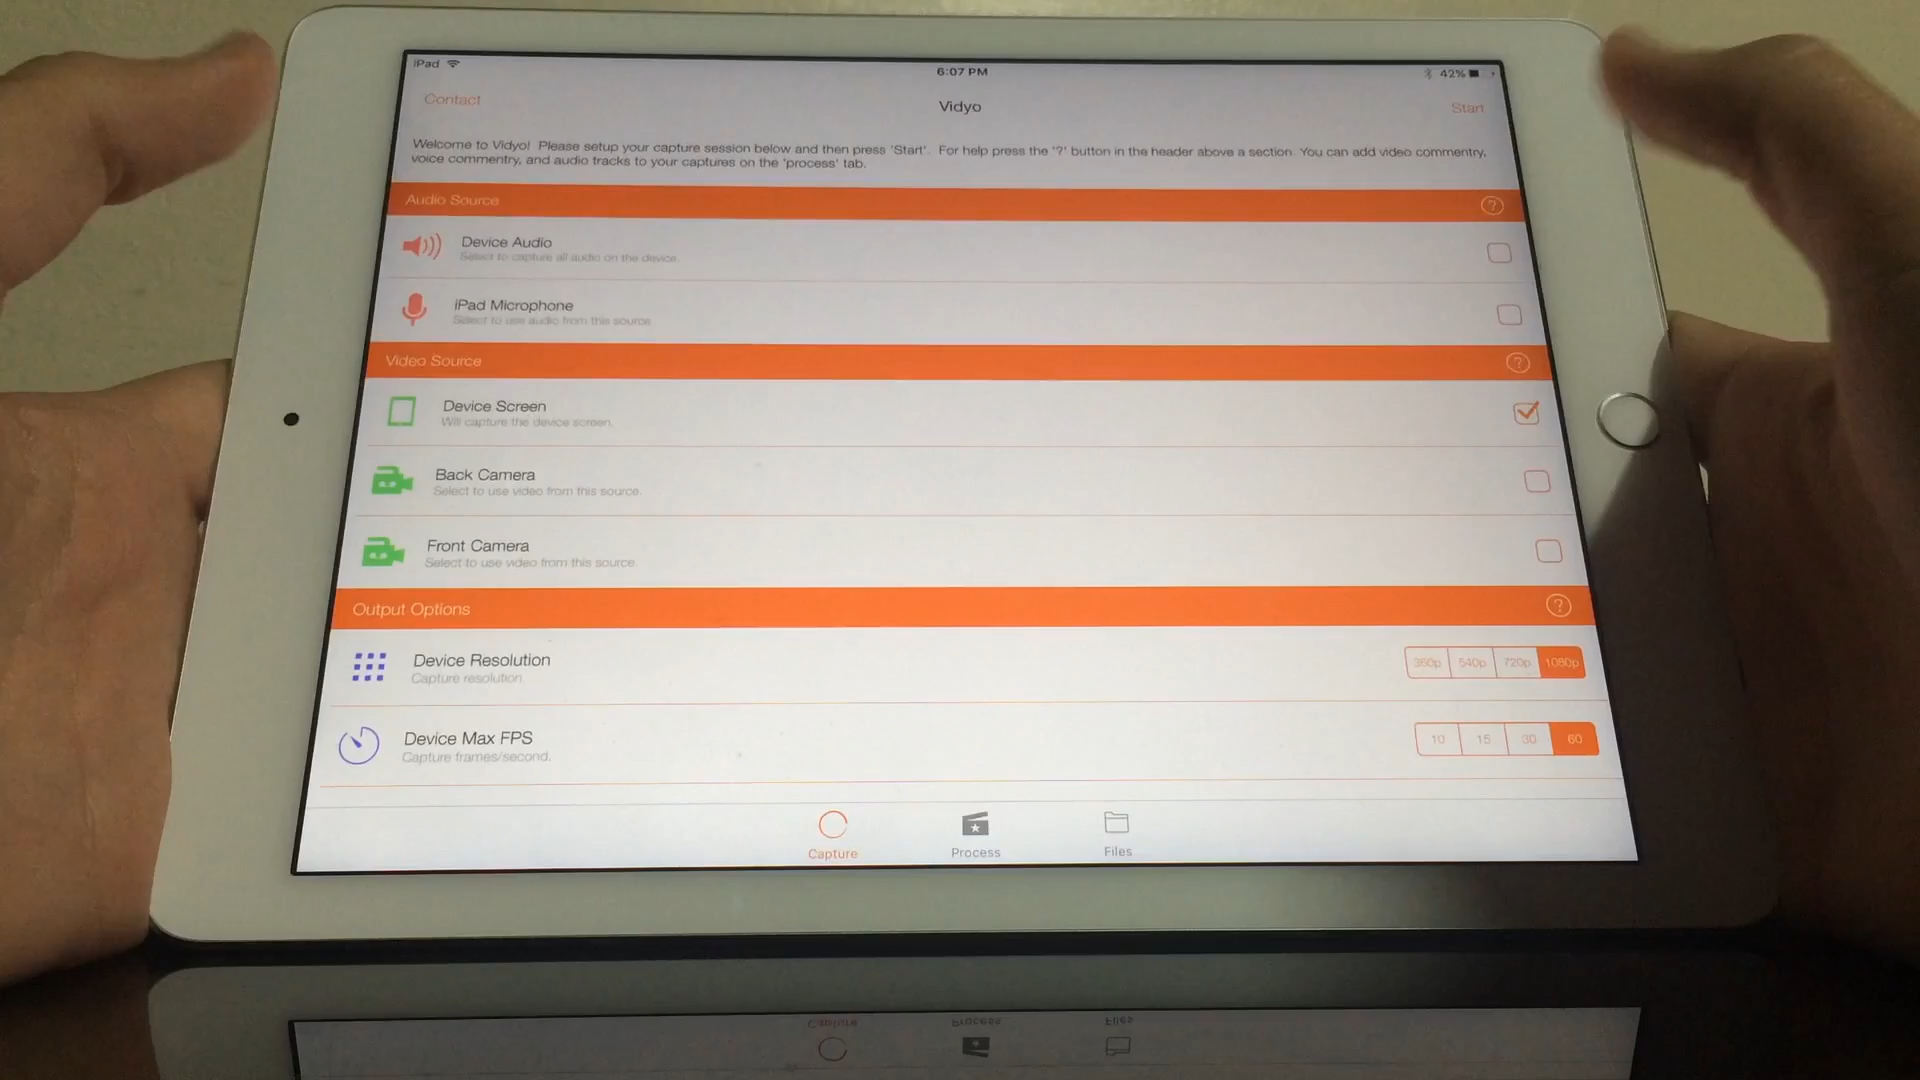 iPad
6:07 PM
42%
Contact
Vidyo
Start
Welcome to Vidyo! Please setup your capture session below and then press 'Start'. For help press the '?' button in the header above a section. You can add video commentry,
voice commentry, and audio tracks to your captures on the 'process' tab.
Audio Source
?
Device Audio
Select to capture all audio on the device.
iPad Microphone
Select to use audio from this source
Video Source
?
Device Screen
Will capture the device screen.
Back Camera
Select to use video from this source.
Front Camera
Select to use video from this source.
Output Options
?
Device Resolution
360p 540p 720p 1080p
Capture resolution.
Device Max FPS
10 15 30 60
Capture frames/second.
Capture
Process
Files
Capture
Process
Files